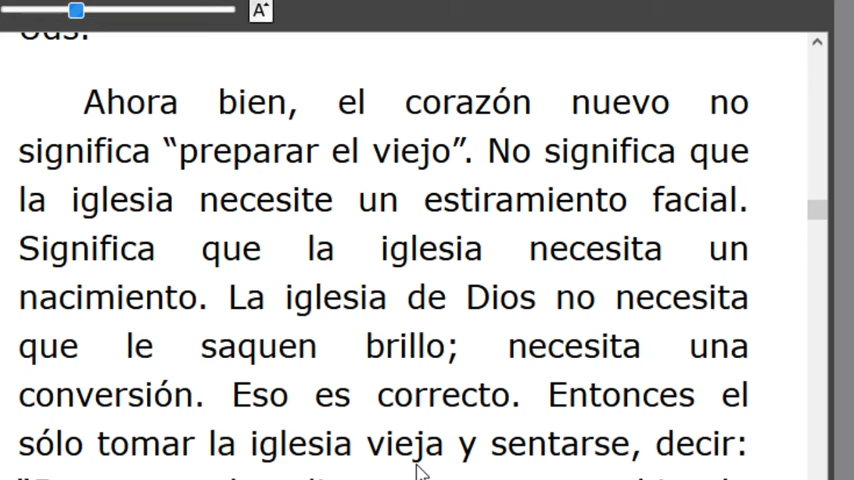 A
Ahora bien, el corazón nuevo no
significa “preparar el viejo”. No significa que
la iglesia necesite un estiramiento facial.
Significa que la iglesia necesita un
nacimiento. La iglesia de Dios no necesita
que le saquen brillo; necesita una
conversión. Eso es correcto. Entonces el
sólo tomar la iglesia vieja y sentarse, decir: